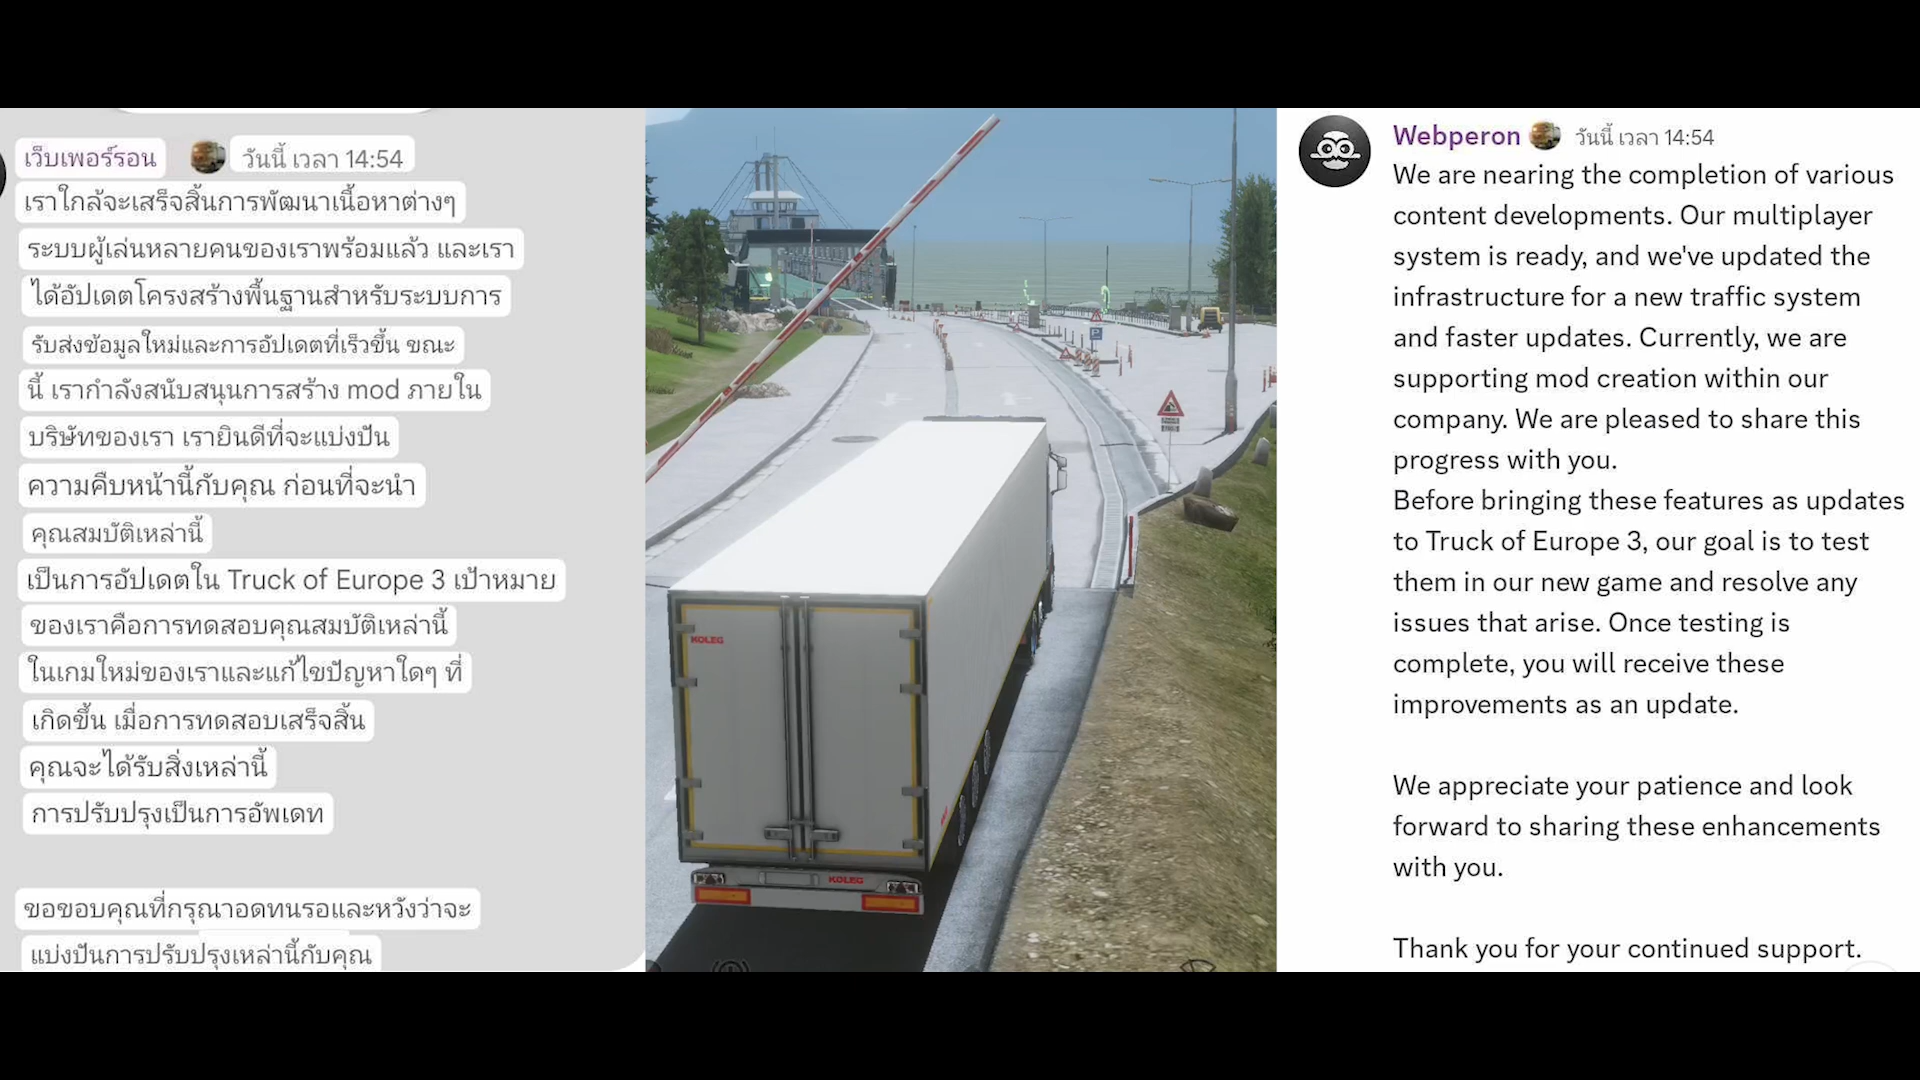 เว็บเพอร์รอน วันนี้ เวลา 14:54
เราใกล้จะเสร็จสิ้นการพัฒนาเนื้อหาต่างๆ
ระบบผู้เล่นหลายคนของเราพร้อมแล้ว และเรา
ได้อัปเดตโครงสร้างพื้นฐานสำหรับระบบการ
รับส่งข้อมูลใหม่และการอัปเดตที่เร็วขึ้น ขณะ
นี้ เรากำลังสนับสนุนการสร้าง mod ภายใน
บริษัทของเรา เรายินดีที่จะแบ่งปัน
ความคืบหน้านี้กับคุณ ก่อนที่จะนำ
คุณสมบัติเหล่านี้
เป็นการอัปเดตใน Truck of Europe 3 เป้าหมาย
ของเราคือการทดสอบคุณสมบัติเหล่านี้
ในเกมใหม่ของเราและแก้ไขปัญหาใดๆ ที่
เกิดขึ้น เมื่อการทดสอบเสร็จสิ้น
คุณจะได้รับสิ่งเหล่านี้
การปรับปรุงเป็นการอัพเดท
ขอขอบคุณที่กรุณาอดทนรอและหวังว่าจะ
แบ่งปันการปรับปรุงเหล่านี้กับคุณ
KOLEG
KOLEG
Webperon วันนี้ เวลา 14:54
We are nearing the completion of various
content developments. Our multiplayer
system is ready, and we've updated the
infrastructure for a new traffic system
and faster updates. Currently, we are
supporting mod creation within our
company. We are pleased to share this
progress with you.
Before bringing these features as updates
to Truck of Europe 3, our goal is to test
them in our new game and resolve any
issues that arise. Once testing is
complete, you will receive these
improvements as an update.
We appreciate your patience and look
forward to sharing these enhancements
with you.
Thank you for your continued support.